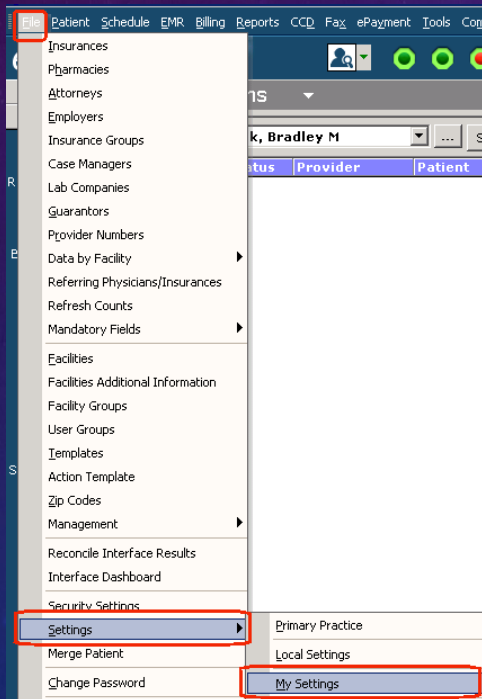 File Patient Schedule EMR Billing Reports CCD Fax ePayment Tools
Insurances
Pharmacies
Attorneys
Employers
Insurance Groups
Case Managers
Lab Companies
Guarantors
Provider Numbers
Data by Facility
Referring Physicians/Insurances
Refresh Counts
Mandatory Fields
Facilities
Facilities Additional Information
Facility Groups
User Groups
Templates
Action Template
Zip Codes
Management
Reconcile Interface Results
Interface Dashboard
Security Settings
Settings
Merge Patient
Change Password
k, Bradley M ...
tus Provider Patient
Primary Practice
Local Settings
My Settings